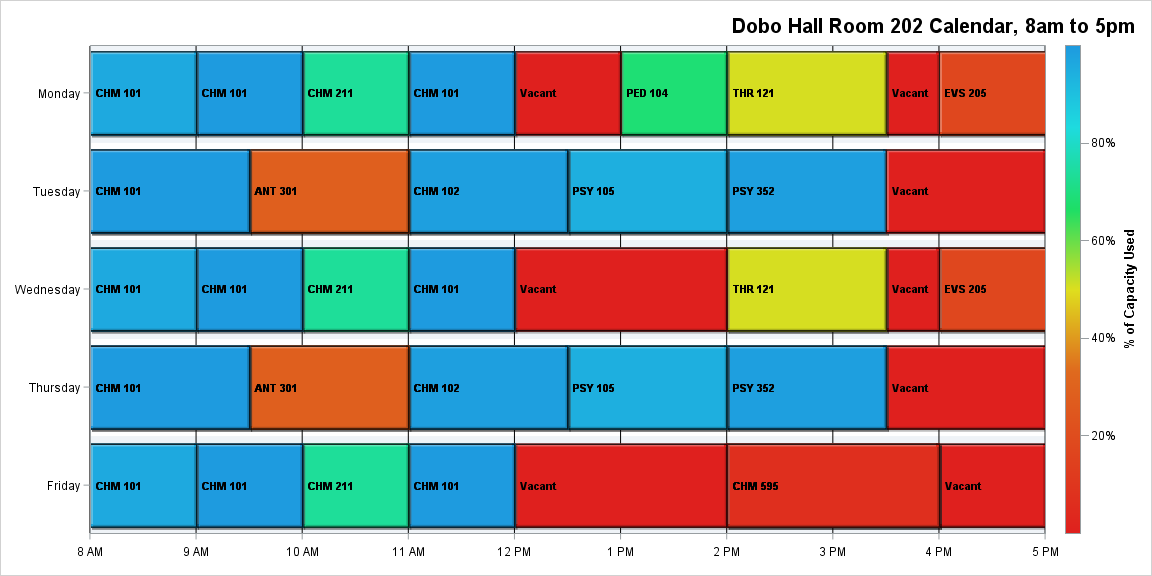 Dobo Hall Room 202 Calendar, 8am to 5pm
Monday CHM 101 CHM 101 CHM 211 CHM 101 Vacant PED 104 THR 121 Vacant EVS 205
Tuesday CHM 101 ANT 301 CHM 102 PSY 105 PSY 352 Vacant
Wednesday CHM 101 CHM 101 CHM 211 CHM 101 Vacant THR 121 Vacant EVS 205
Thursday CHM 101 ANT 301 CHM 102 PSY 105 PSY 352 Vacant
Friday CHM 101 CHM 101 CHM 211 CHM 101 Vacant CHM 595 Vacant
8 AM 9 AM 10 AM 11 AM 12 PM 1 PM 2 PM 3 PM 4 PM 5 PM
80%
60%
40%
20%
% of Capacity Used